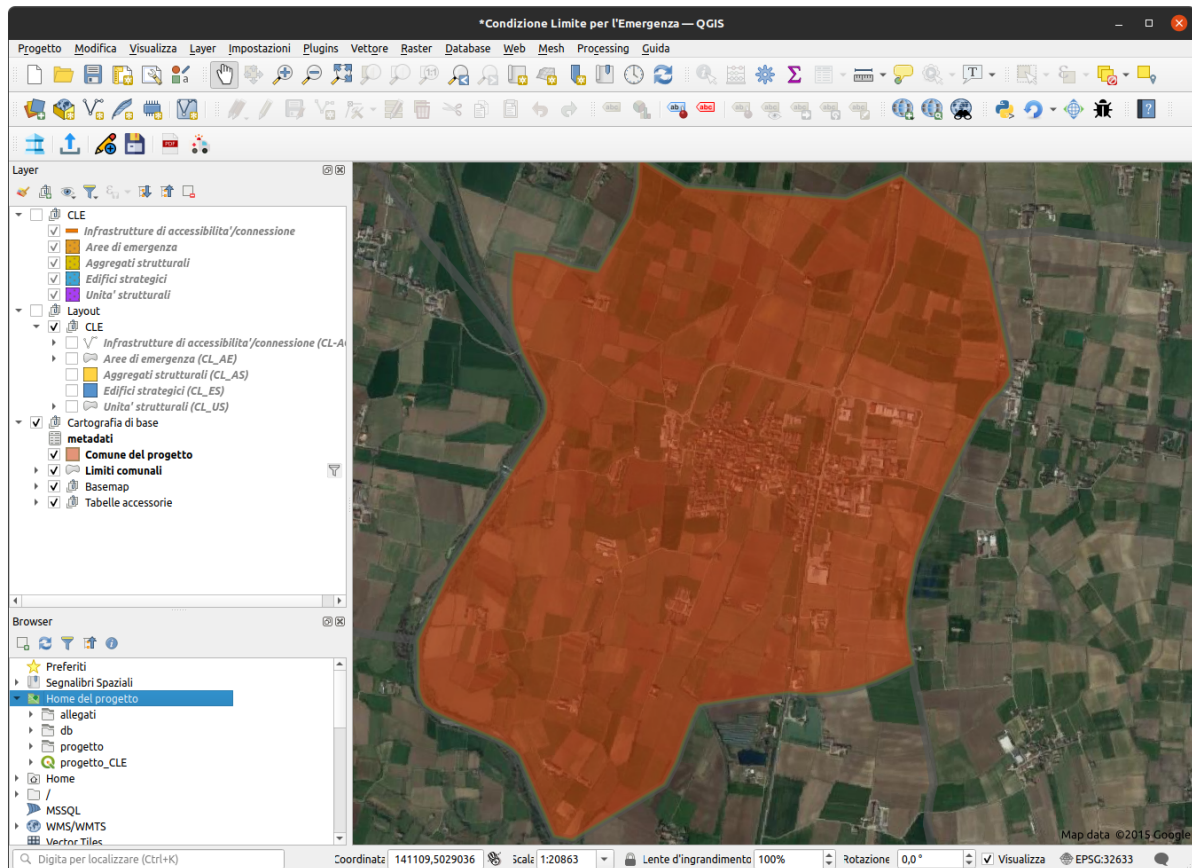 *Condizione Limite per l'Emergenza — QGIS
Progetto Modifica Visualizza Layer Impostazioni Plugins Vettore Raster Database Web Mesh Processing Guida
Layer
CLE
Infrastrutture di accessibilita'/connessione
Aree di emergenza
Aggregati strutturali
Edifici strategici
Unita' strutturali
Layout
CLE
Infrastrutture di accessibilita'/connessione (CL-A
Aree di emergenza (CL_AE)
Aggregati strutturali (CL_AS)
Edifici strategici (CL_ES)
Unita' strutturali (CL_US)
Cartografia di base
metadati
Comune del progetto
Limiti comunali
Basemap
Tabelle accessorie
Browser
Preferiti
Segnalibri Spaziali
Home del progetto
allegati
db
progetto
progetto_CLE
Home
/
MSSQL
WMS/WMTS
Vector Tiles
Map data ©2015 Google
Digita per localizzare (Ctrl+K) Coordinata 141109,5029036 Scala 1:20863 Lente d'ingrandimento 100% Rotazione 0,0 ° Visualizza EPSG:32633